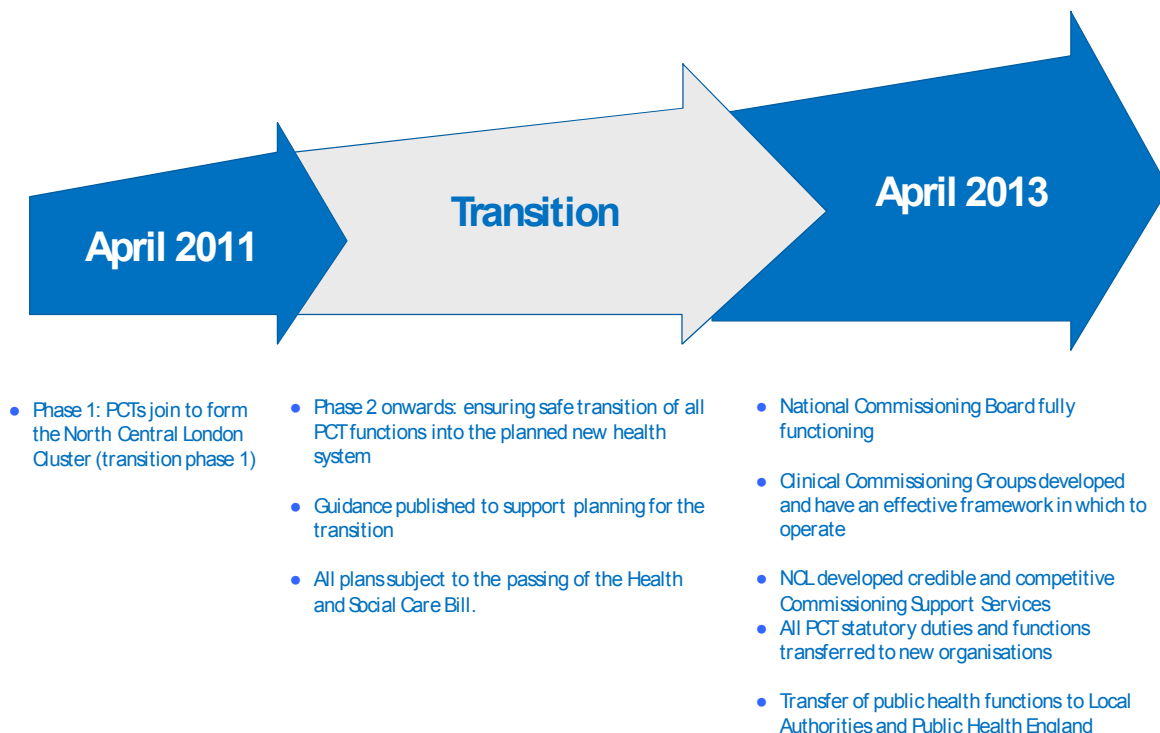 April 2011
Transition
April 2013
● Phase 1: PCTs join to form
the North Central London
Cluster (transition phase 1)
● Phase 2 onwards: ensuring safe transition of all
PCT functions into the planned new health
system
● Guidance published to support planning for the
transition
● All plans subject to the passing of the Health
and Social Care Bill.
● National Commissioning Board fully
functioning
● Clinical Commissioning Groups developed
and have an effective framework in which to
operate
● NCL developed credible and competitive
Commissioning Support Services
● All PCT statutory duties and functions
transferred to new organisations
● Transfer of public health functions to Local
Authorities and Public Health England